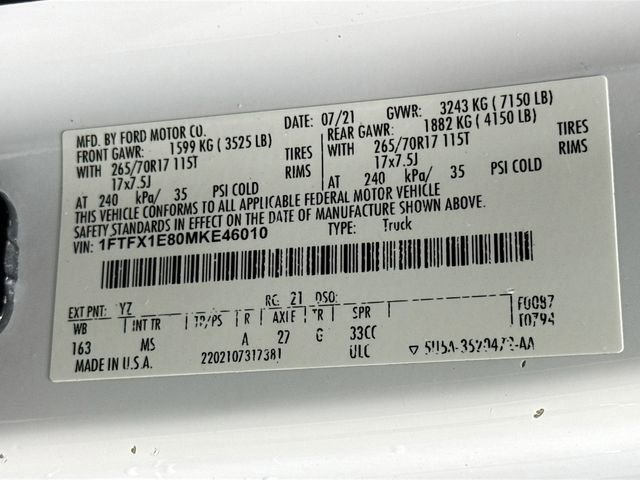 MFD. BY FORD MOTOR CO. DATE: 07/21 GVWR: 3243 KG ( 7150 LB)
FRONT GAWR: 1599 KG ( 3525 LB) REAR GAWR: 1882 KG ( 4150 LB)
WITH 265/70R17 115T TIRES WITH 265/70R17 115T TIRES
17x7.5J RIMS 17x7.5J RIMS
AT 240 kPa/ 35 PSI COLD AT 240 kPa/ 35 PSI COLD
THIS VEHICLE CONFORMS TO ALL APPLICABLE FEDERAL MOTOR VEHICLE
SAFETY STANDARDS IN EFFECT ON THE DATE OF MANUFACTURE SHOWN ABOVE.
VIN: 1FTFX1E80MKE46010 TYPE: Truck
EXT PNT: YZ RC: 21 DSO: F0087
WB INT TR TP/PS R AXLE TR SPR T0794
163 MS A 27 G 33CC
MADE IN U.S.A. 2202107317381 ULC